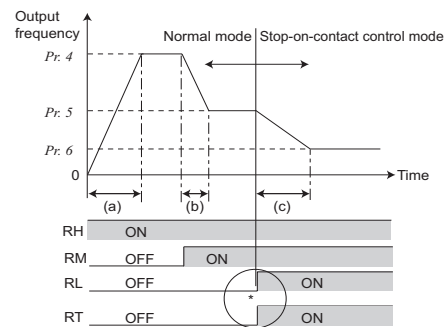 Output
frequency
Normal mode
Stop-on-contact control mode
Pr. 4
Pr. 5
Pr. 6
0
Time
(a)
(b)
(c)
RH ON
RM OFF ON
RL OFF ON
*
RT OFF ON